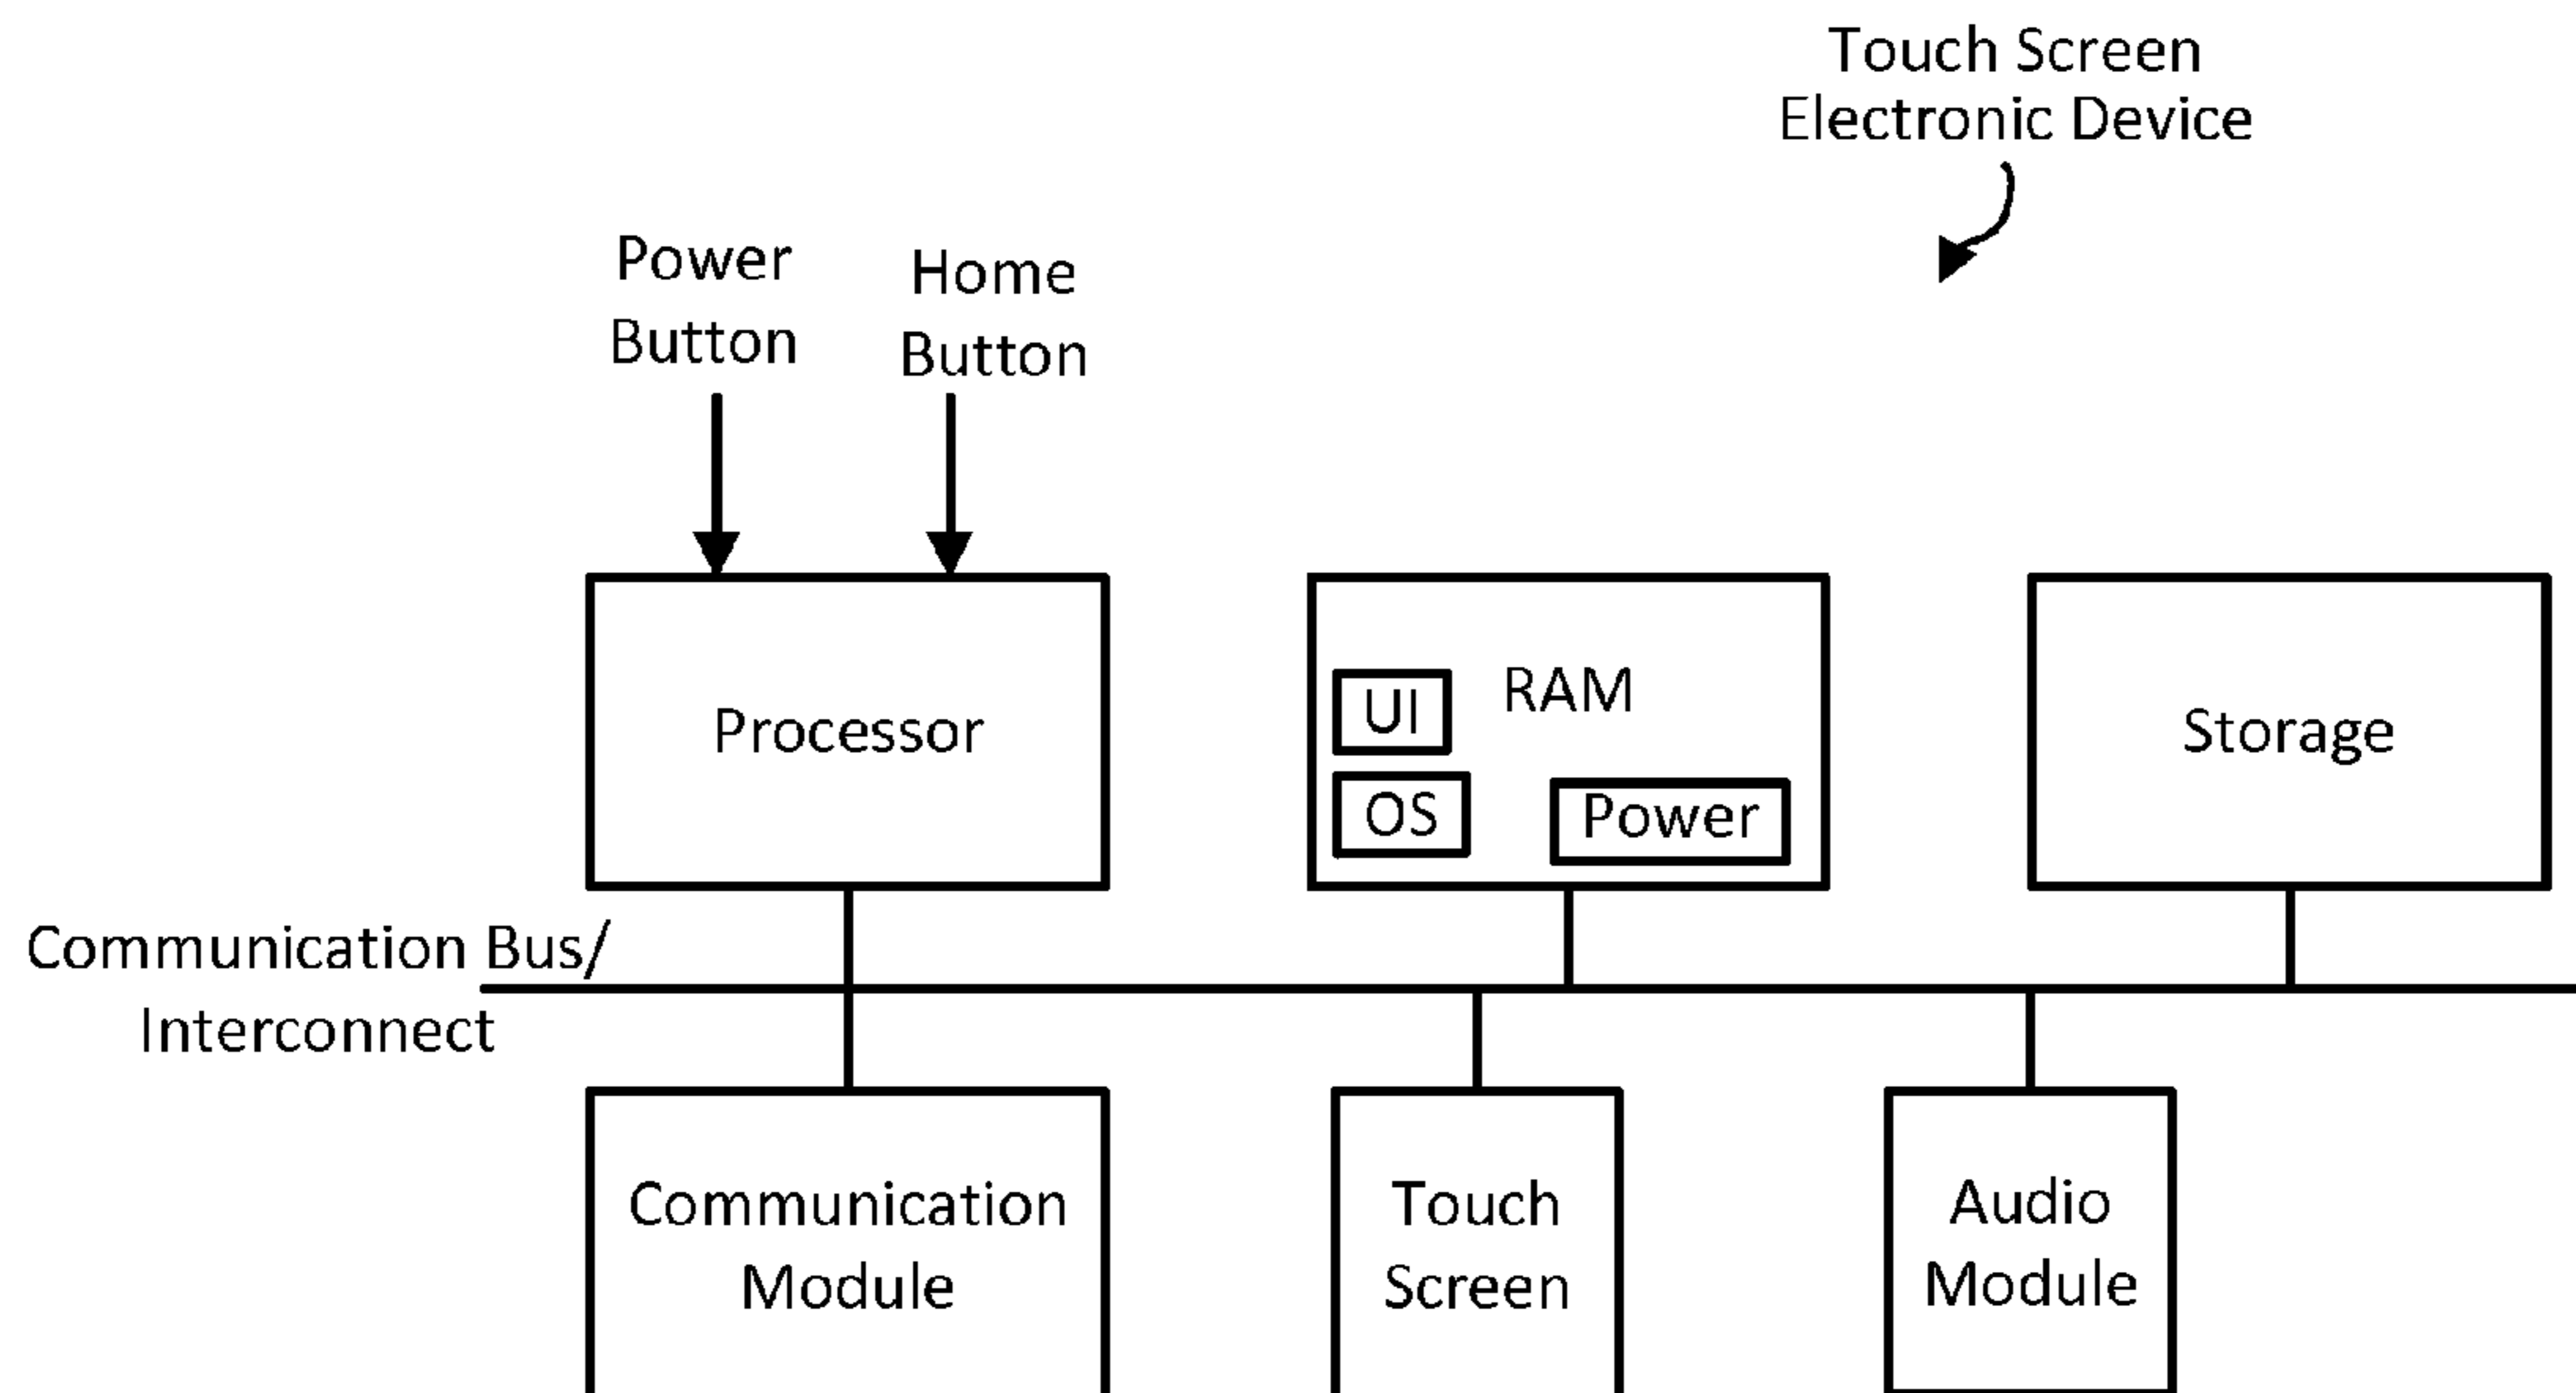 Touch Screen
Electronic Device
Power
Button
Home
Button
Processor
RAM
UI
OS
Power
Storage
Communication Bus/
Interconnect
Communication
Module
Touch
Screen
Audio
Module